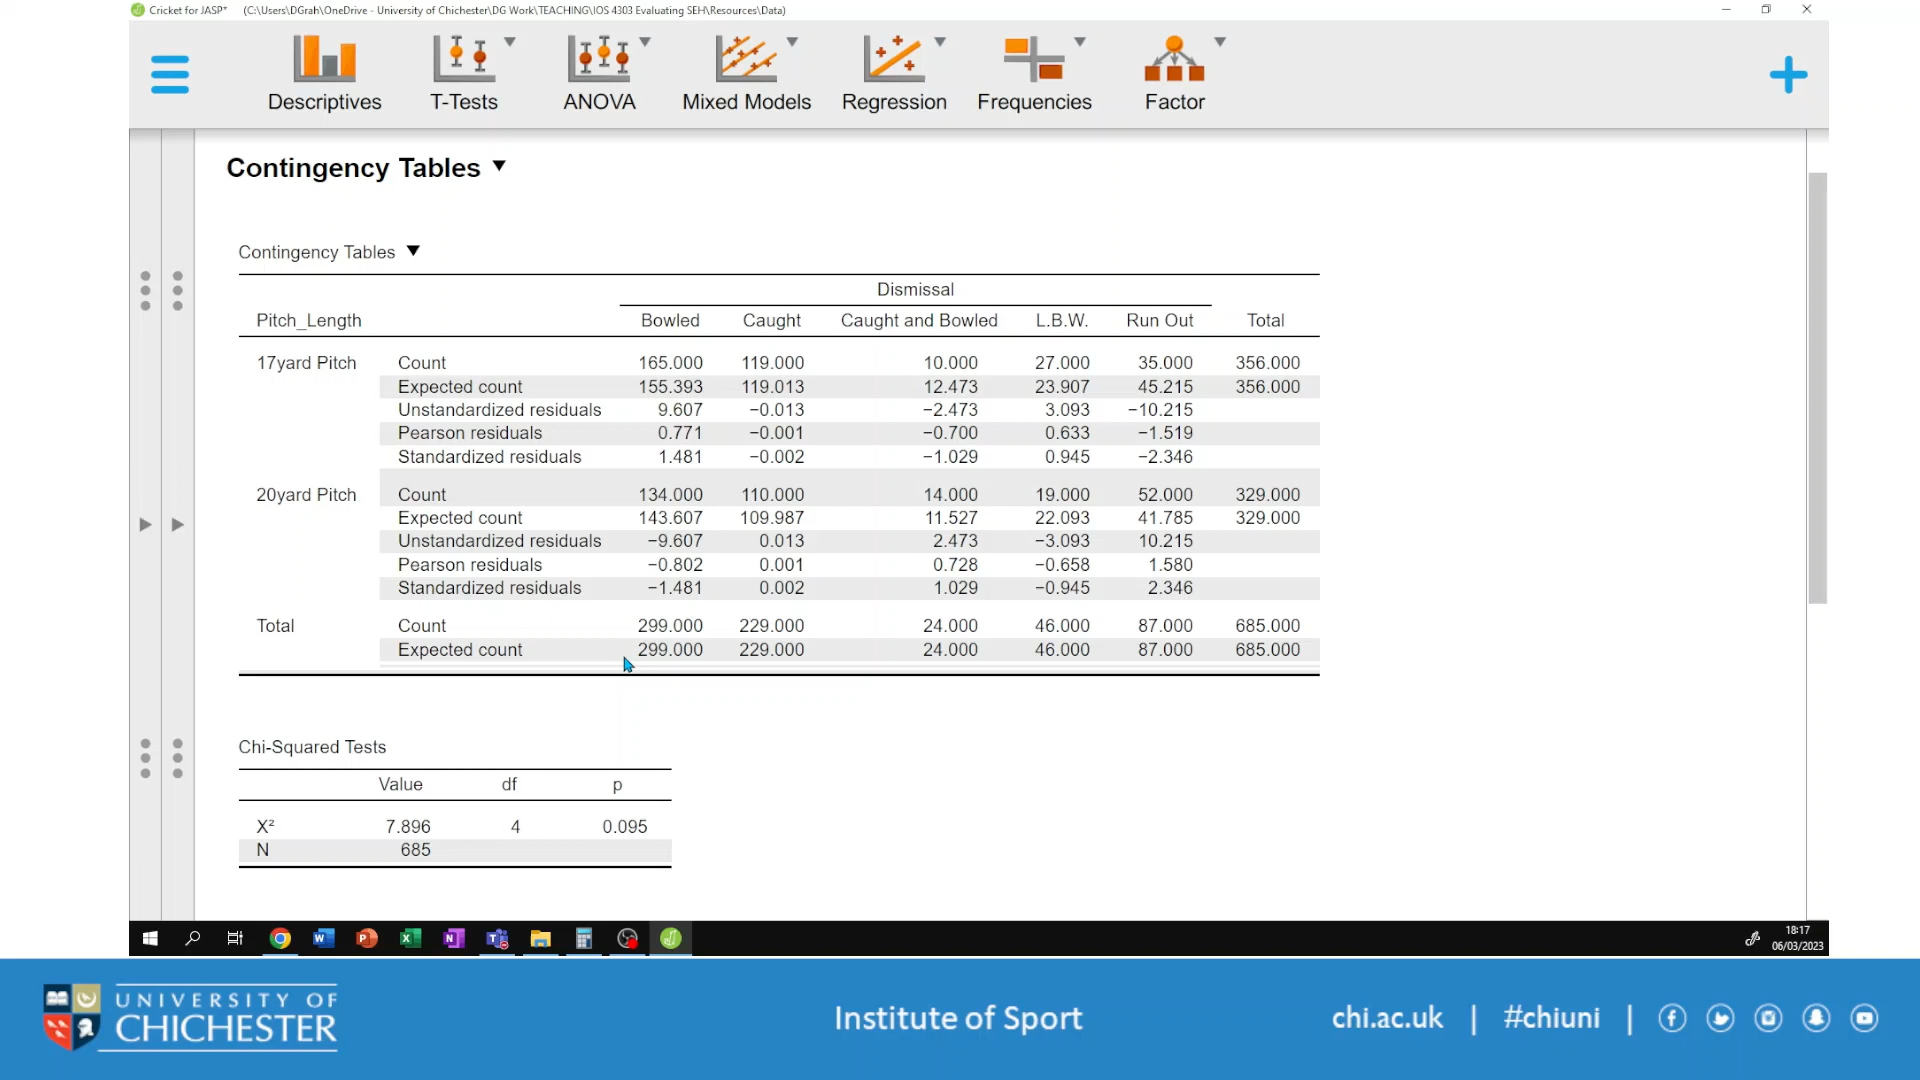 Cricket for JASP* (C:\Users\DGrah\OneDrive - University of Chichester\DG Work\TEACHING\IOS 4303 Evaluating SEH\Resources\Data)
Descriptives T-Tests ANOVA Mixed Models Regression Frequencies Factor
Contingency Tables
Contingency Tables
Dismissal
Pitch_Length Bowled Caught Caught and Bowled L.B.W. Run Out Total
17yard Pitch Count 165.000 119.000 10.000 27.000 35.000 356.000
Expected count 155.393 119.013 12.473 23.907 45.215 356.000
Unstandardized residuals 9.607 −0.013 −2.473 3.093 −10.215
Pearson residuals 0.771 −0.001 −0.700 0.633 −1.519
Standardized residuals 1.481 −0.002 −1.029 0.945 −2.346
20yard Pitch Count 134.000 110.000 14.000 19.000 52.000 329.000
Expected count 143.607 109.987 11.527 22.093 41.785 329.000
Unstandardized residuals −9.607 0.013 2.473 −3.093 10.215
Pearson residuals −0.802 0.001 0.728 −0.658 1.580
Standardized residuals −1.481 0.002 1.029 −0.945 2.346
Total Count 299.000 229.000 24.000 46.000 87.000 685.000
Expected count 299.000 229.000 24.000 46.000 87.000 685.000
Chi-Squared Tests
Value df p
Χ² 7.896 4 0.095
N 685
18:17
06/03/2023
UNIVERSITY OF
CHICHESTER
Institute of Sport
chi.ac.uk | #chiuni |